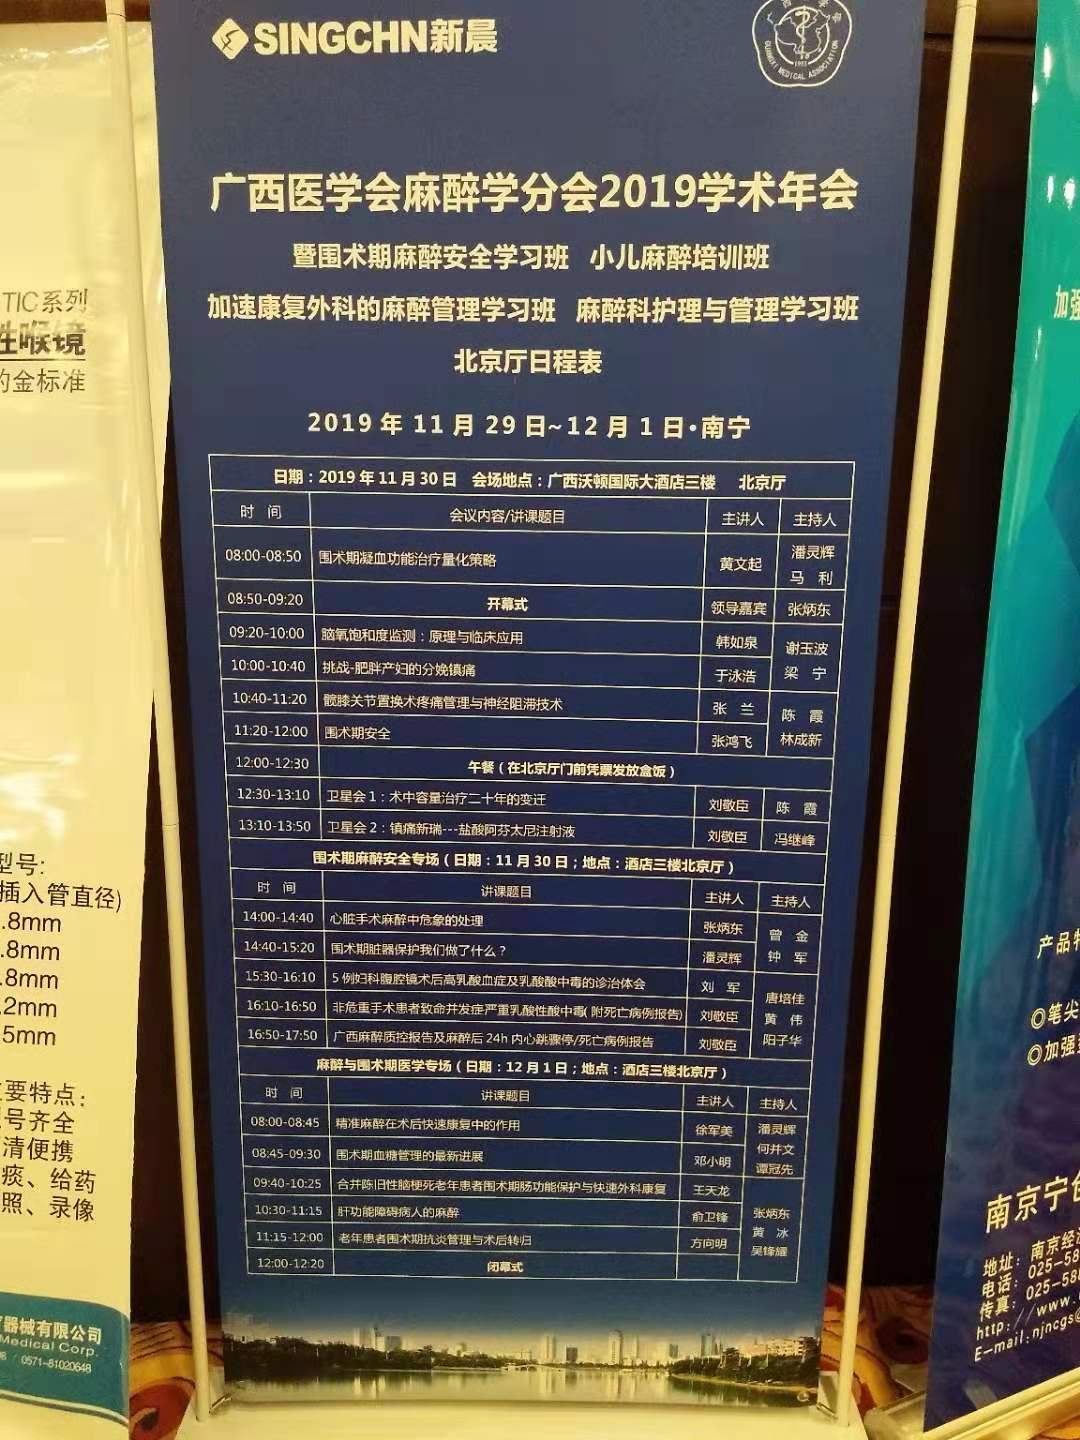 SINGCHN新晨
GUANGXI MEDICAL ASSOCIATION
广西医学会麻醉学分会2019学术年会
暨围术期麻醉安全学习班 小儿麻醉培训班
加速康复外科的麻醉管理学习班 麻醉科护理与管理学习班
北京厅日程表
2019年11月29日~12月1日·南宁
日期：2019年11月30日 会场地点：广西沃顿国际大酒店三楼 北京厅
时 间 会议内容/讲课题目 主讲人 主持人
08:00-08:50 围术期凝血功能治疗量化策略 黄文起 潘灵辉 马 利
08:50-09:20 开幕式 领导嘉宾 张炳东
09:20-10:00 脑氧饱和度监测：原理与临床应用 韩如泉 谢玉波 梁 宁
10:00-10:40 挑战-肥胖产妇的分娩镇痛 于泳浩
10:40-11:20 髋膝关节置换术疼痛管理与神经阻滞技术 张 兰 陈 霞 林成新
11:20-12:00 围术期安全 张鸿飞
12:00-12:30 午餐（在北京厅门前凭票发放盒饭）
12:30-13:10 卫星会1：术中容量治疗二十年的变迁 刘敬臣 陈 霞
13:10-13:50 卫星会2：镇痛新瑞---盐酸阿芬太尼注射液 刘敬臣 冯继峰
围术期麻醉安全专场（日期：11月30日；地点：酒店三楼北京厅）
时 间 讲课题目 主讲人 主持人
14:00-14:40 心脏手术麻醉中危象的处理 张炳东 曾 金 钟 军
14:40-15:20 围术期脏器保护我们做了什么？ 潘灵辉
15:30-16:10 5例妇科腹腔镜术后高乳酸血症及乳酸酸中毒的诊治体会 刘 军 唐培佳 黄 伟 阳子华
16:10-16:50 非危重手术患者致命并发症严重乳酸性酸中毒(附死亡病例报告) 刘敬臣
16:50-17:50 广西麻醉质控报告及麻醉后24h内心跳骤停/死亡病例报告 刘敬臣
麻醉与围术期医学专场（日期：12月1日；地点：酒店三楼北京厅）
时 间 讲课题目 主讲人 主持人
08:00-08:45 精准麻醉在术后快速康复中的作用 徐军美 潘灵辉 何并文 谭冠先
08:45-09:30 围术期血糖管理的最新进展 邓小明
09:40-10:25 合并陈旧性脑梗死老年患者围术期肠功能保护与快速外科康复 王天龙 张炳东 黄 冰 吴锋耀
10:30-11:15 肝功能障碍病人的麻醉 俞卫锋
11:15-12:00 老年患者围术期抗炎管理与术后转归 方向明
12:00-12:20 闭幕式
TIC系列
性喉镜
的金标准
型号:
插入管直径)
.8mm
.8mm
.8mm
.2mm
5mm
要特点:
号齐全
清便携
痰、给药
照、录像
器械有限公司
Medical Corp.
0571-81020648
加强
产品特
◎笔尖
◎加强
南京宁创
地址：南京经济
电话：025-58
传真：025-58
http://www.
E-mail:njncgs@